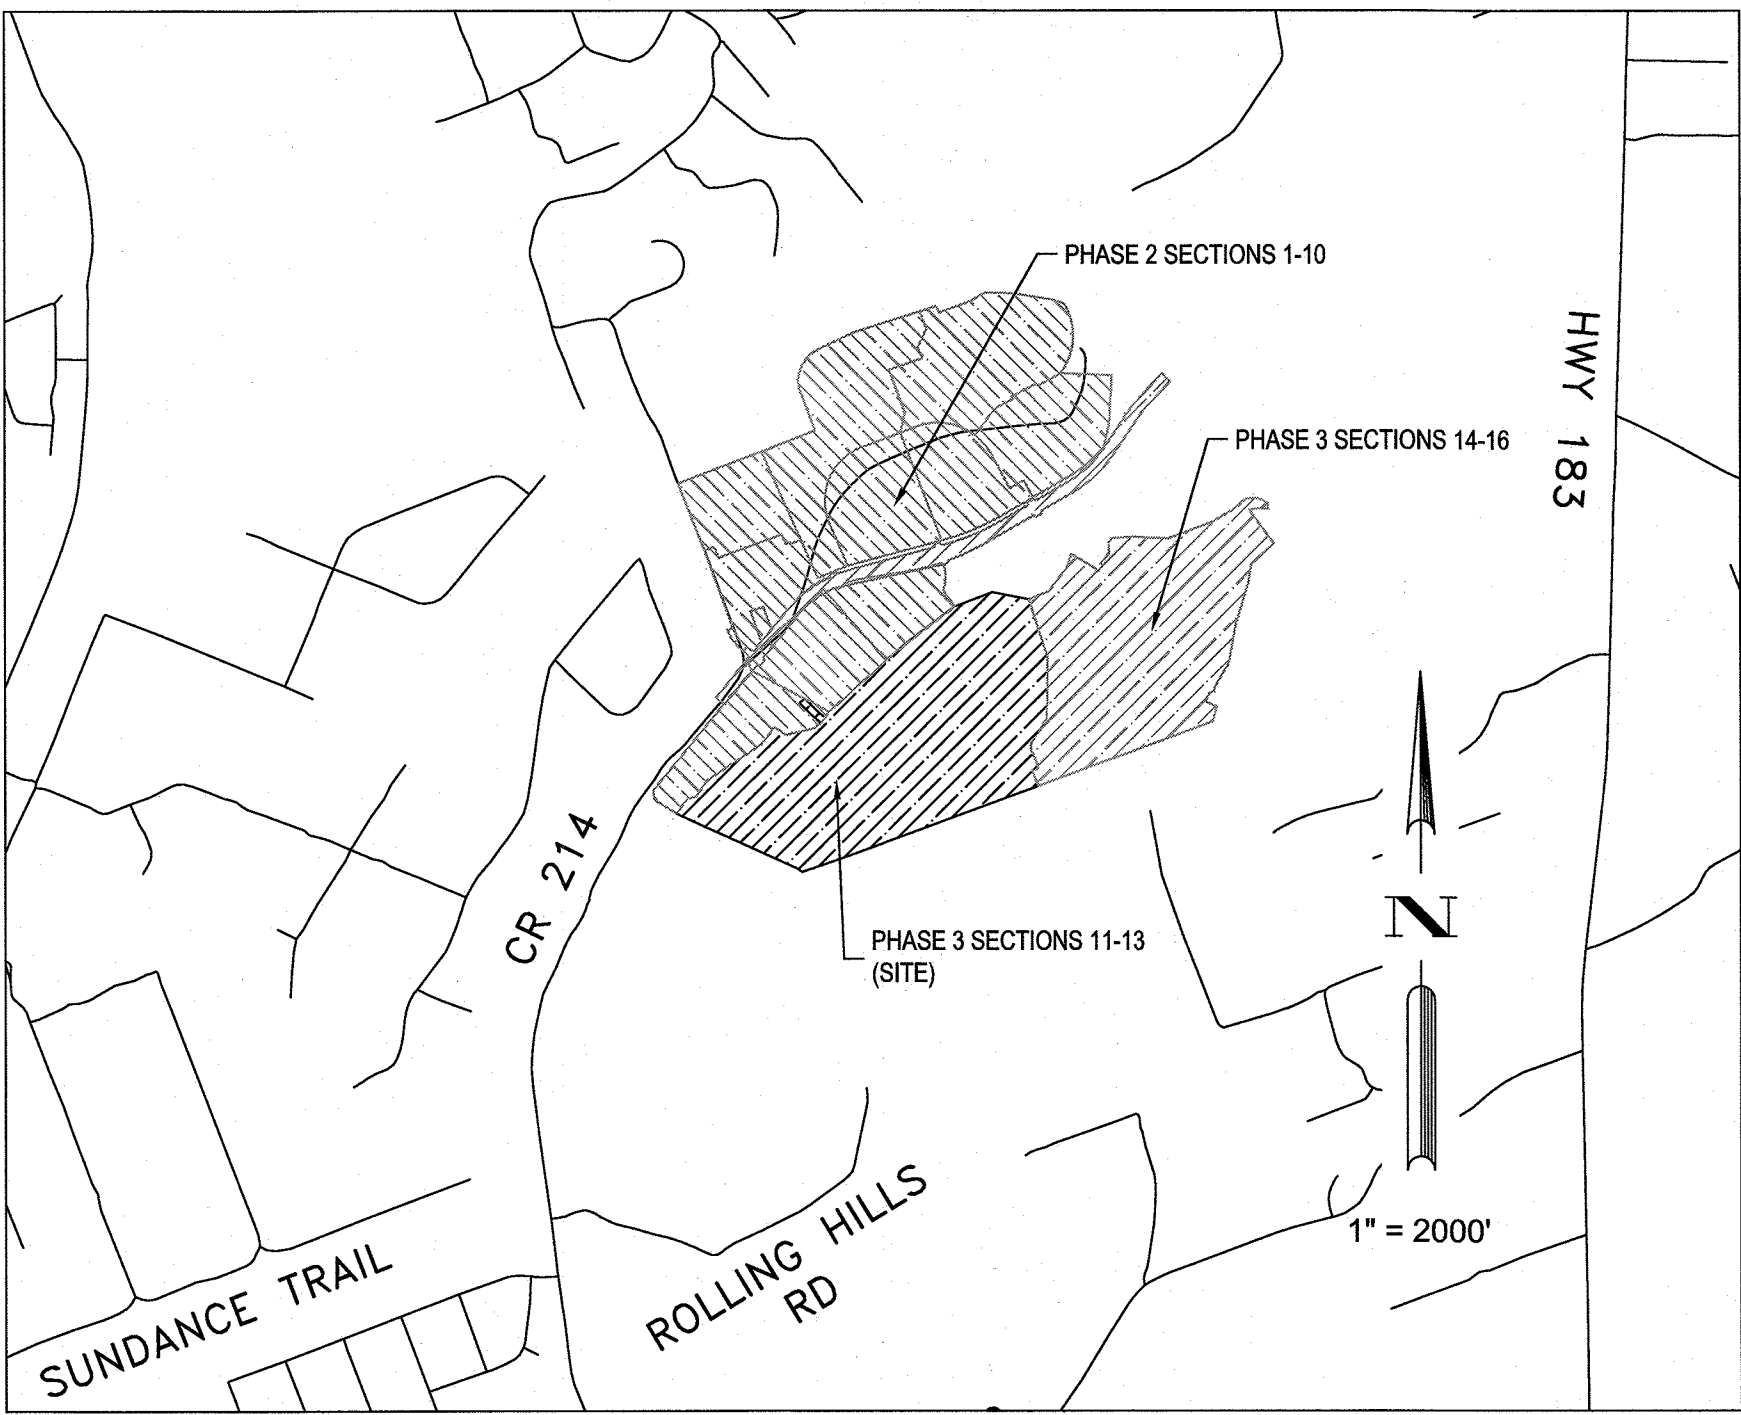 PHASE 2 SECTIONS 1-10
HWY 183
PHASE 3 SECTIONS 14-16
CR 214
N
PHASE 3 SECTIONS 11-13
(SITE)
1" = 2000'
SUNDANCE TRAIL
ROLLING HILLS
RD